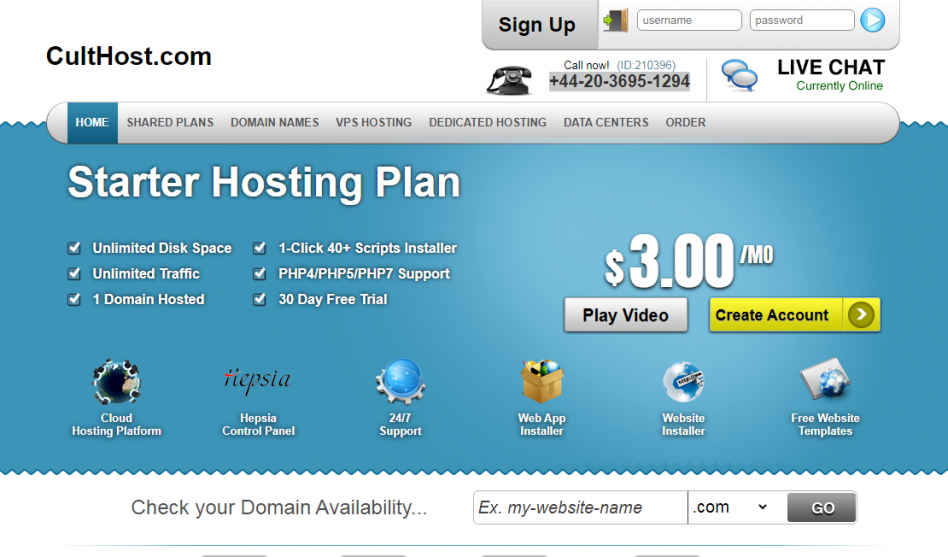 CultHost.com
Sign Up
username
password
Call now! (ID:210396)
+44-20-3695-1294
LIVE CHAT
Currently Online
HOME SHARED PLANS DOMAIN NAMES VPS HOSTING DEDICATED HOSTING DATA CENTERS ORDER
Starter Hosting Plan
Unlimited Disk Space
Unlimited Traffic
1 Domain Hosted
1-Click 40+ Scripts Installer
PHP4/PHP5/PHP7 Support
30 Day Free Trial
$3.00/MO
Play Video
Create Account
Hepsia
Cloud
Hosting Platform
Hepsia
Control Panel
24/7
Support
Web App
Installer
http://
Website
Installer
Free Website
Templates
Check your Domain Availability...
Ex. my-website-name
.com
GO